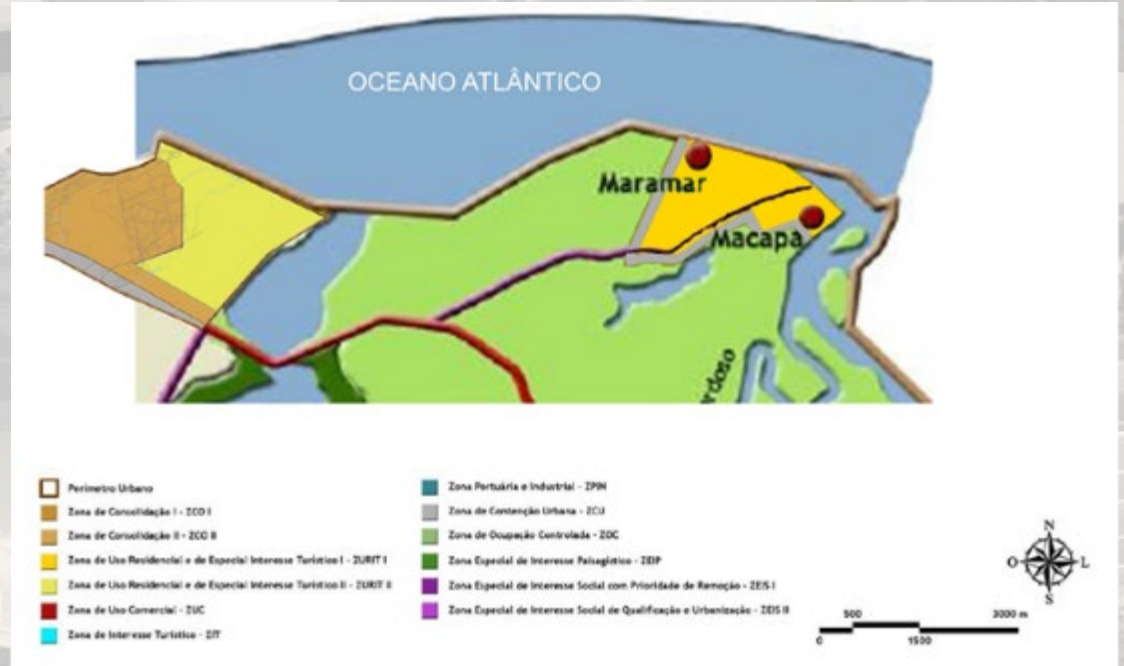 OCEANO ATLÂNTICO
Maramar
Macapa
rdoso
Perímetro Urbano
Zona de Consolidação I - ZCO I
Zona de Consolidação II - ZCO II
Zona de Uso Residencial e de Especial Interesse Turístico I - ZURIT I
Zona de Uso Residencial e de Especial Interesse Turístico II - ZURIT II
Zona de Uso Comercial - ZUC
Zona de Interesse Turístico - ZIT
Zona Portuária e Industrial - ZPIN
Zona de Contenção Urbana - ZCU
Zona de Ocupação Controlada - ZOC
Zona Especial de Interesse Paisagístico - ZEIP
Zona Especial de Interesse Social com Prioridade de Remoção - ZEIS I
Zona Especial de Interesse Social de Qualificação e Urbanização - ZEIS II
N
O L
S
500 3000 m
0 1500